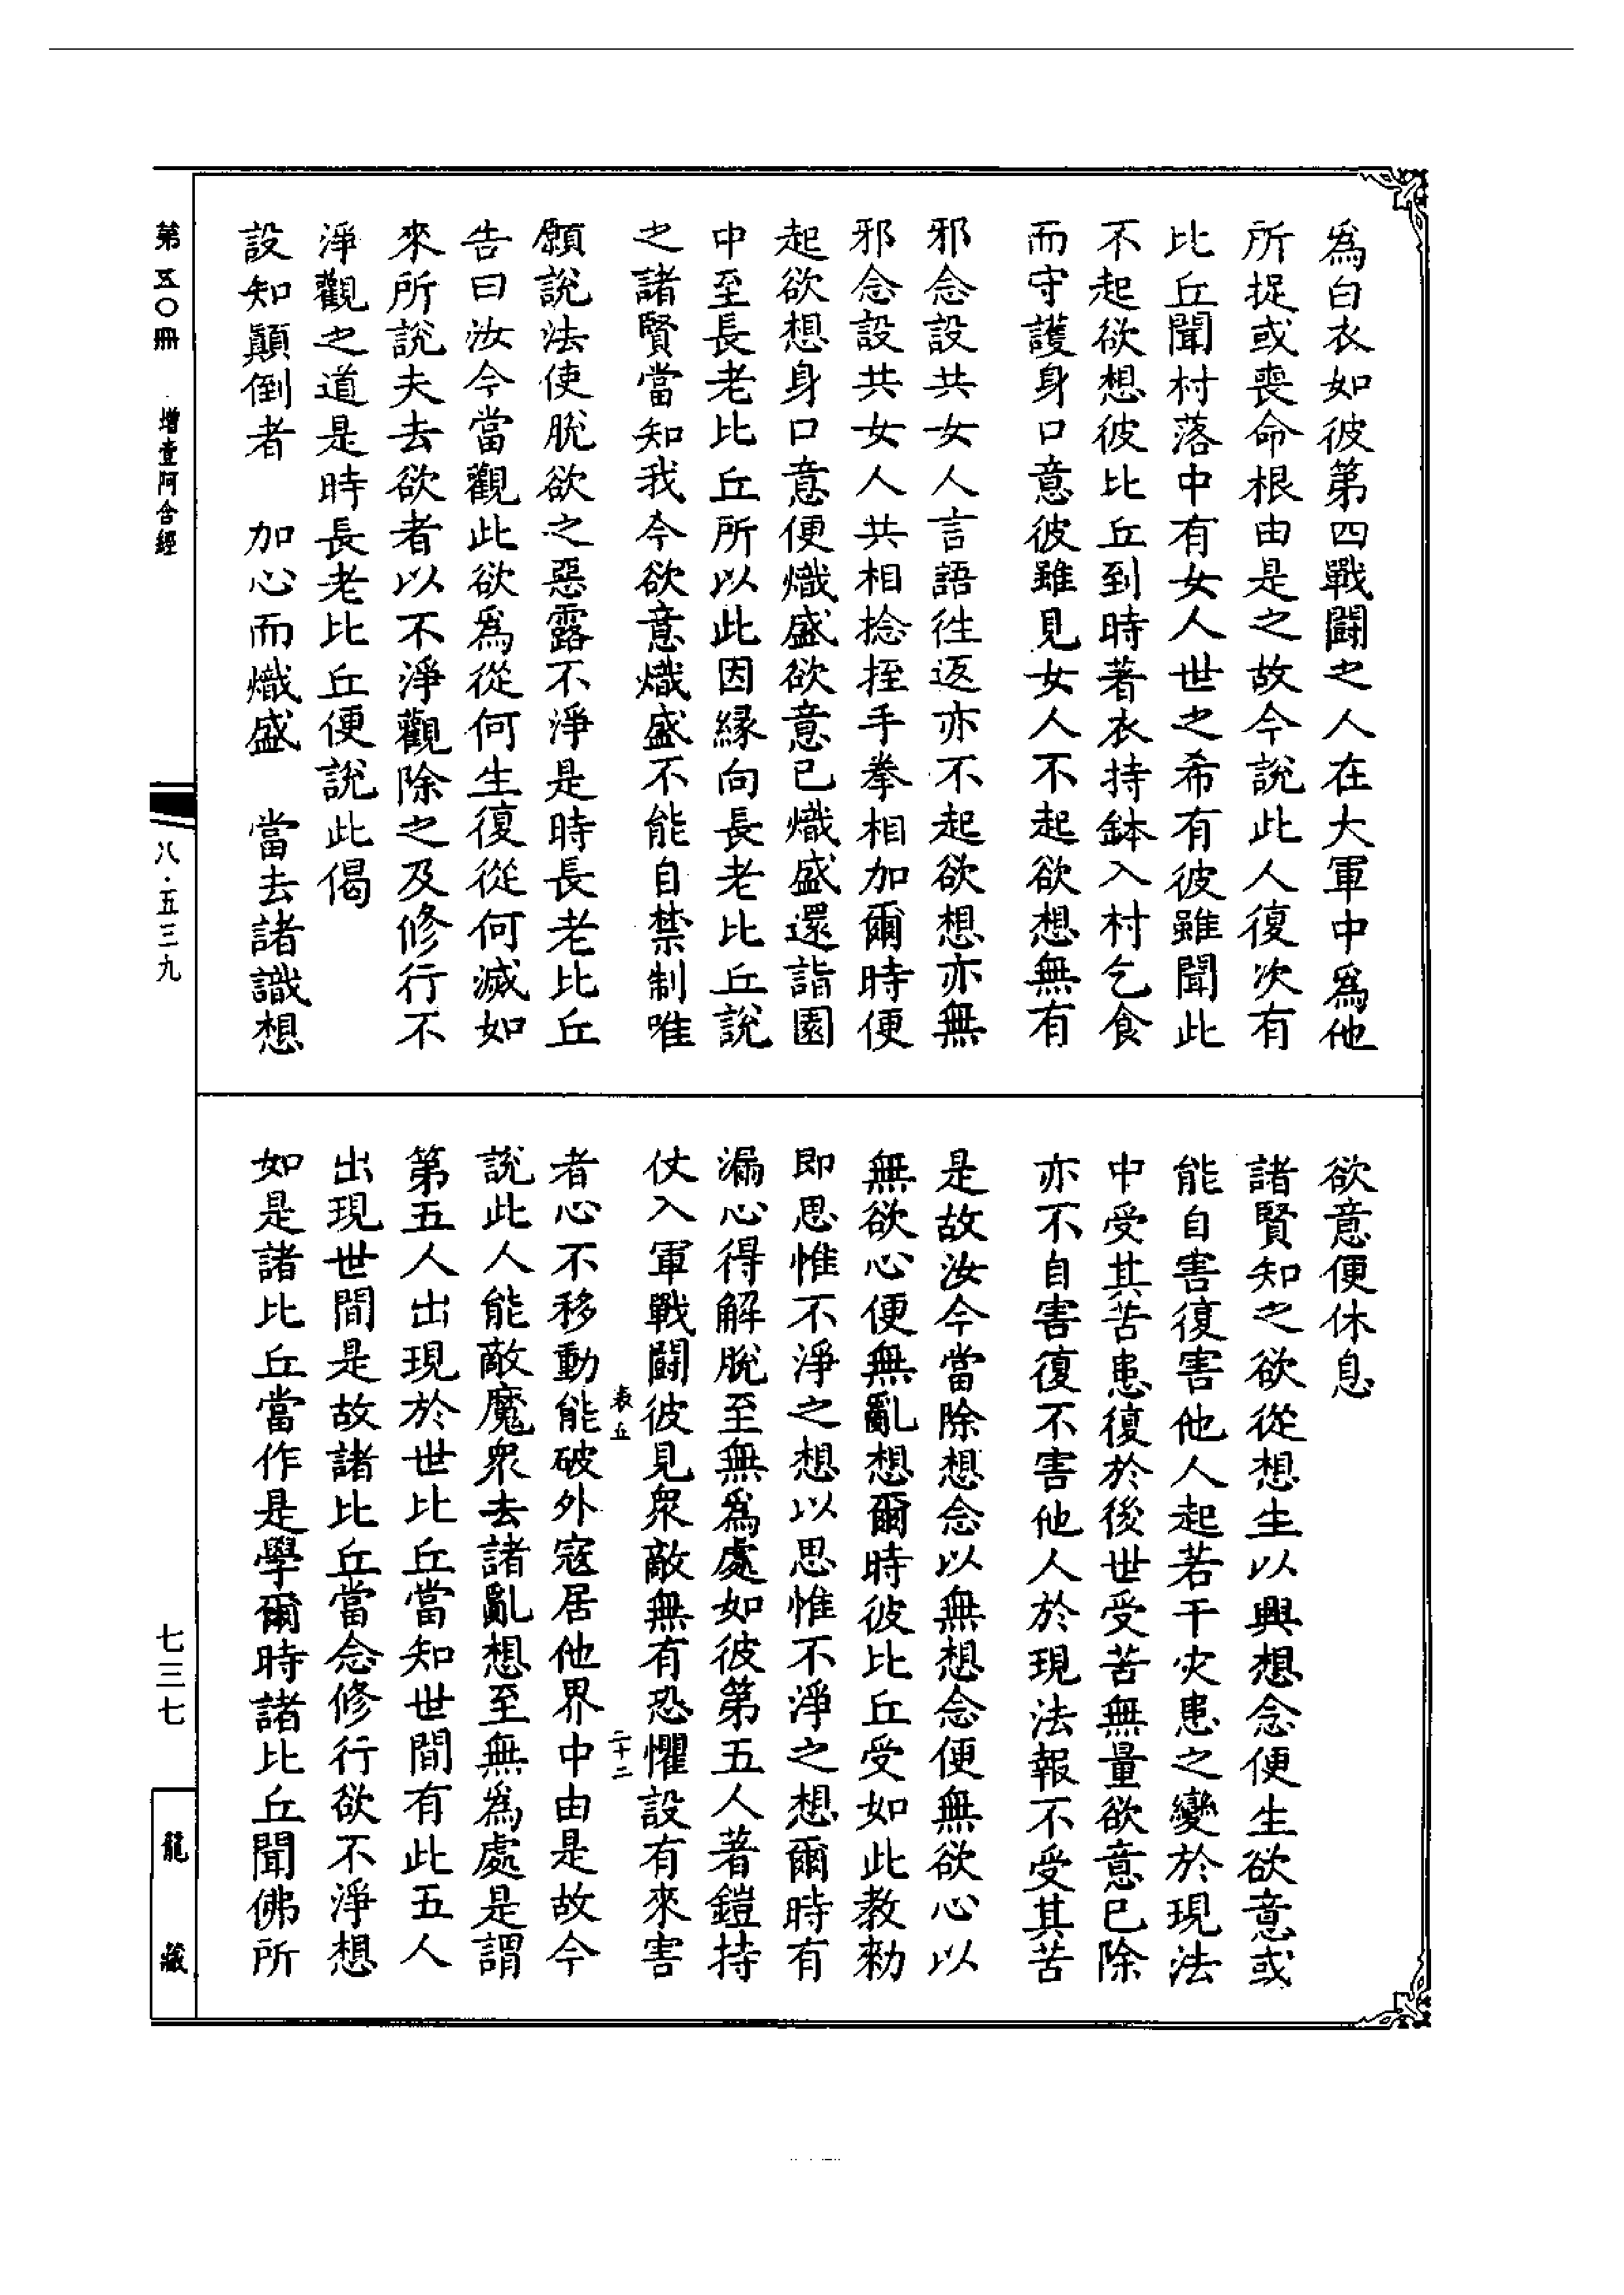 為白衣如彼第四戰鬪之人在大軍中為他
所捉或喪命根由是之故今說此人復次有
比丘聞村落中有女人世之希有彼雖聞此
不起欲想彼比丘到時著衣持鉢入村乞食
而守護身口意彼雖見女人不起欲想無有
邪念設共女人言語往返亦不起欲想亦無
邪念設共女人共相捻挃手拳相加爾時便
起欲想身口意便熾盛欲意已熾盛還詣園
中至長老比丘所以此因緣向長老比丘說
之諸賢當知我今欲意熾盛不能自禁制唯
願說法使脫欲之惡露不淨是時長老比丘
告曰汝今當觀此欲為從何生復從何滅如
來所說夫去欲者以不淨觀除之及修行不
淨觀之道是時長老比丘便說此偈
設知顛倒者　加心而熾盛　當去諸識想
欲意便休息
諸賢知之欲從想生以興想念便生欲意或
能自害復害他人起若干灾患之變於現法
中受其苦患復於後世受苦無量欲意已除
亦不自害復不害他人於現法報不受其苦
是故汝今當除想念以無想念便無欲心以
無欲心便無亂想爾時彼比丘受如此教勑
即思惟不淨之想以思惟不淨之想爾時有
漏心得解脫至無為處如彼第五人著鎧持
仗入軍戰鬪彼見衆敵無有恐懼設有來害
表丘
二十二
者心不移動能破外寇居他界中由是故今
說此人能敵魔衆去諸亂想至無為處是謂
第五人出現於世比丘當知世間有此五人
出現世間是故諸比丘當念修行欲不淨想
如是諸比丘當作是學爾時諸比丘聞佛所
第五〇冊
增壹阿含經
八·五三九
七三七
龍藏